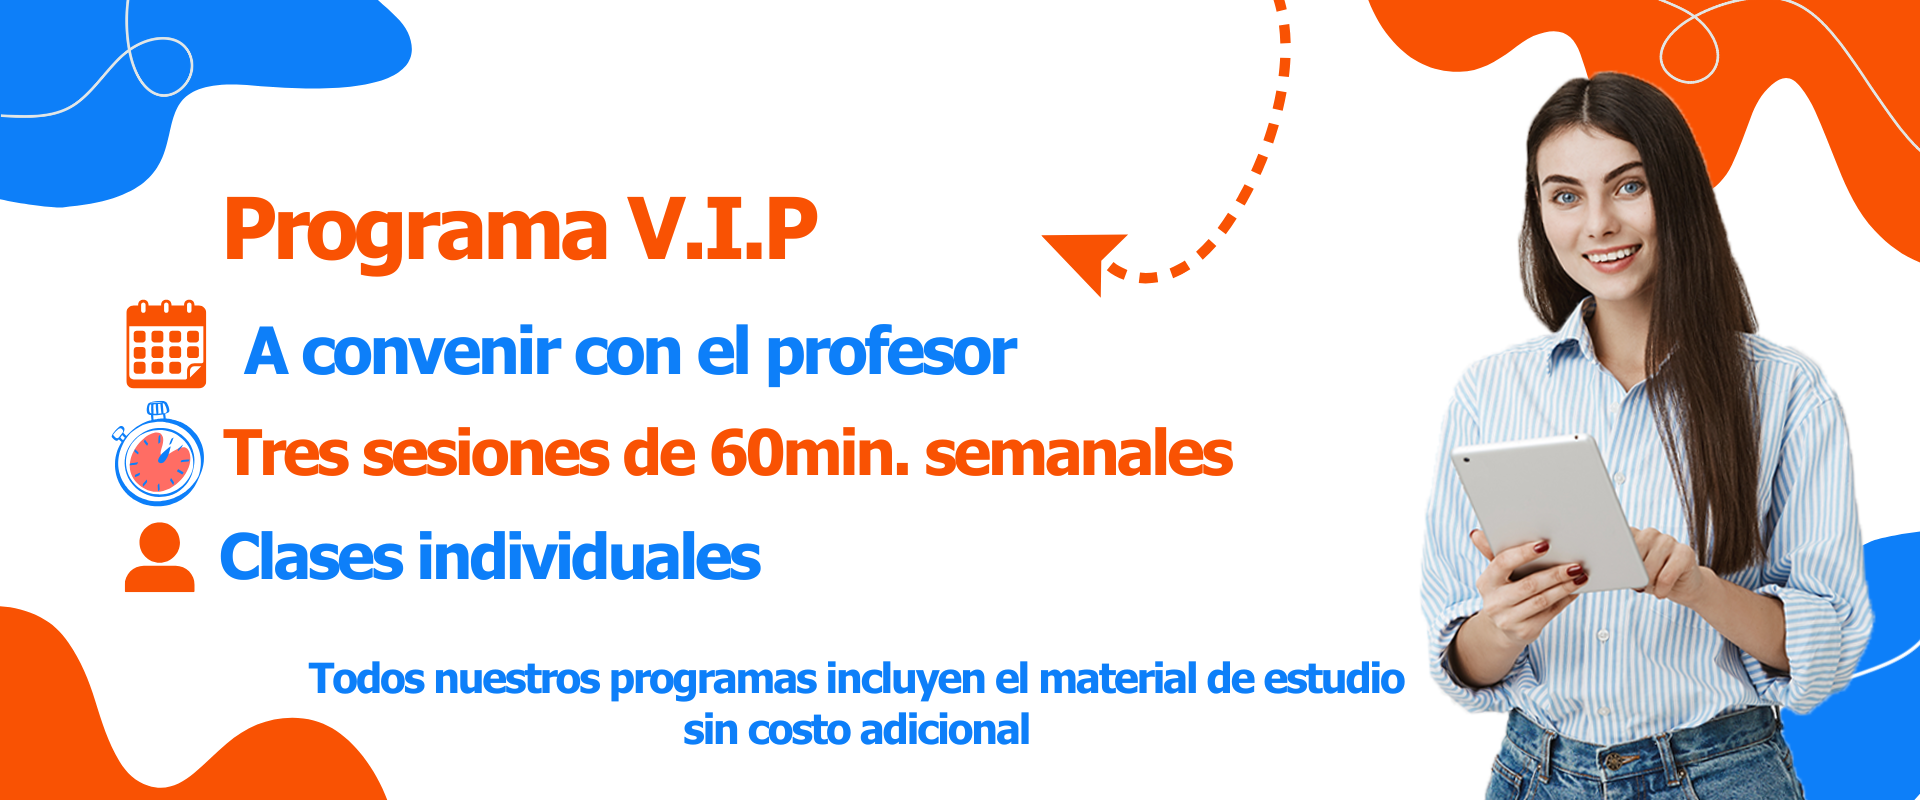 Programa V.I.P
A convenir con el profesor
Tres sesiones de 60min. semanales
Clases individuales
Todos nuestros programas incluyen el material de estudio
sin costo adicional